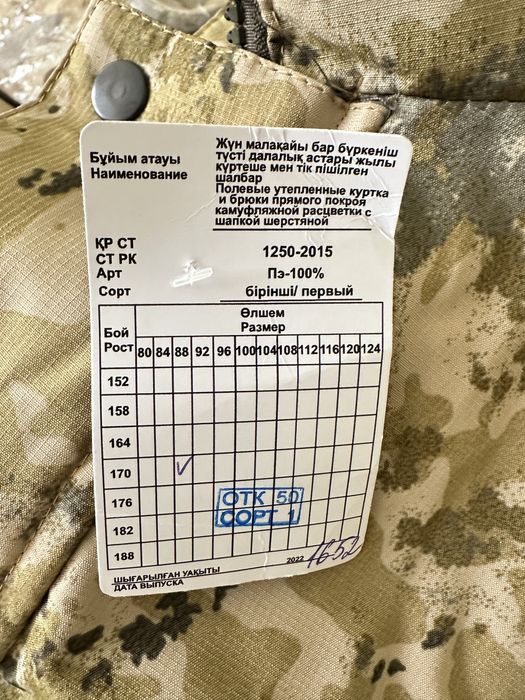 Бұйым атауы
Наименование
Жүн малақайы бар бүркеніш
түсті далалық астары жылы
күртеше мен тік пішілген
шалбар
Полевые утепленные куртка
и брюки прямого покроя
камуфляжной расцветки с
шапкой шерстяной
ҚР СТ
СТ РК 1250-2015
Арт Пэ-100%
Сорт бірінші/ первый
Бой
Рост
Өлшем
Размер
80 84 88 92 96 100 104 108 112 116 120 124
152
158
164
170 ✓
176
182
188
ОТК 50
СОРТ 1
ШЫҒАРЫЛҒАН УАҚЫТЫ
ДАТА ВЫПУСКА
2022 1652